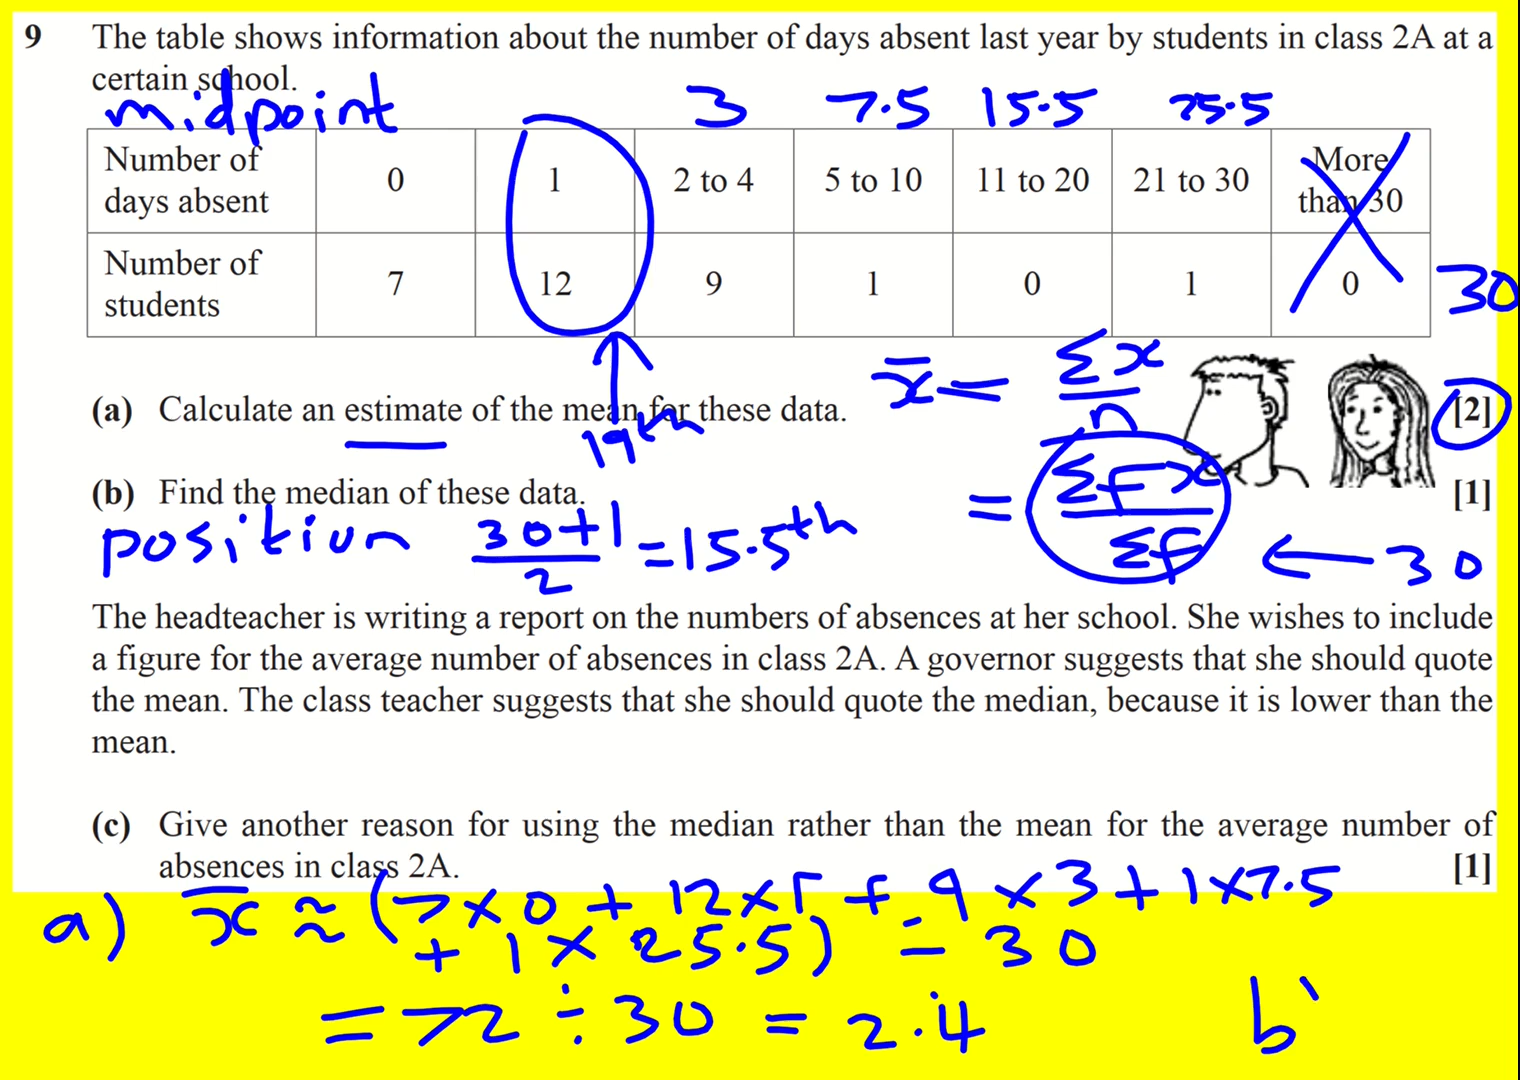 9 The table shows information about the number of days absent last year by students in class 2A at a
certain school.
midpoint 3 7.5 15.5 25.5
Number of days absent 0 1 2 to 4 5 to 10 11 to 20 21 to 30 More than 30
Number of students 7 12 9 1 0 1 0 30
x̄ = Σx / n
(a) Calculate an estimate of the mean for these data. [2]
19th
(b) Find the median of these data. [1]
= Σfx / Σf ← 30
position (30+1)/2 = 15.5th
The headteacher is writing a report on the numbers of absences at her school. She wishes to include
a figure for the average number of absences in class 2A. A governor suggests that she should quote
the mean. The class teacher suggests that she should quote the median, because it is lower than the
mean.
(c) Give another reason for using the median rather than the mean for the average number of
absences in class 2A. [1]
a) x̄ ≈ (7×0 + 12×1 + 9×3 + 1×7.5
+ 1×25.5) ÷ 30
= 72 ÷ 30 = 2.4 b